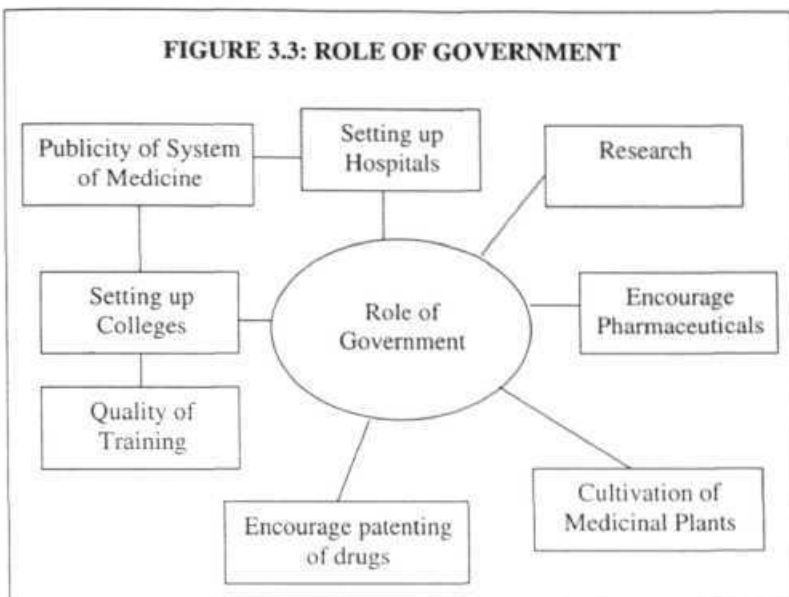 FIGURE 3.3: ROLE OF GOVERNMENT
Publicity of System
of Medicine
Setting up
Hospitals
Research
Setting up
Colleges
Role of
Government
Encourage
Pharmaceuticals
Quality of
Training
Encourage patenting
of drugs
Cultivation of
Medicinal Plants